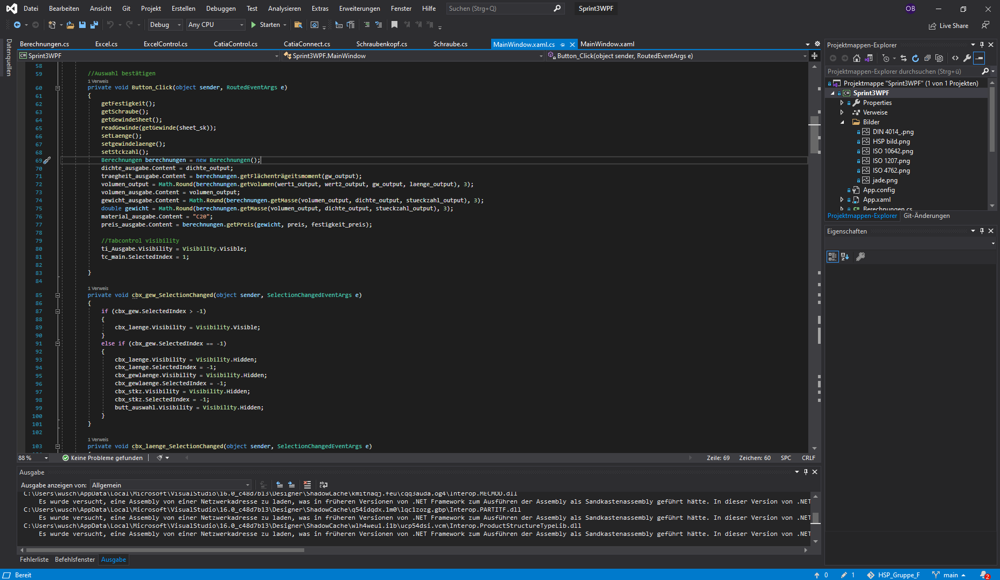 Datei Bearbeiten Ansicht Git Projekt Erstellen Debuggen Test Analysieren Extras Erweiterungen Fenster Hilfe Suchen (Strg+Q) Sprint3WPF OB
Debug Any CPU Starten Live Share
Datenquellen
Berechnungen.cs Excel.cs ExcelControl.cs CatiaControl.cs CatiaConnect.cs Schraubenkopf.cs Schraube.cs MainWindow.xaml.cs MainWindow.xaml
C# Sprint3WPF Sprint3WPF.MainWindow Button_Click(object sender, RoutedEventArgs e)
58
59 //Auswahl bestätigen
1 Verweis
60 private void Button_Click(object sender, RoutedEventArgs e)
61 {
62 getFestigkeit();
63 getSchraube();
64 getGewindeSheet();
65 readGewinde(getGewinde(sheet_sk));
66 setLaenge();
67 setgewindelaenge();
68 setStckzahl();
69 Berechnungen berechnungen = new Berechnungen();
70 dichte_ausgabe.Content = dichte_output;
71 traegheit_ausgabe.Content = berechnungen.getFlächenträgeitsmoment(gw_output);
72 volumen_output = Math.Round(berechnungen.getVolumen(wert1_output, wert2_output, gw_output, laenge_output), 3);
73 volumen_ausgabe.Content = volumen_output;
74 gewicht_ausgabe.Content = Math.Round(berechnungen.getMasse(volumen_output, dichte_output, stueckzahl_output), 3);
75 double gewicht = Math.Round(berechnungen.getMasse(volumen_output, dichte_output, stueckzahl_output), 3);
76 material_ausgabe.Content = "C20";
77 preis_ausgabe.Content = berechnungen.getPreis(gewicht, preis, festigkeit_preis);
78
79 //Tabcontrol visibility
80 ti_Ausgabe.Visibility = Visibility.Visible;
81 tc_main.SelectedIndex = 1;
82
83 }
84
1 Verweis
85 private void cbx_gew_SelectionChanged(object sender, SelectionChangedEventArgs e)
86 {
87 if (cbx_gew.SelectedIndex > -1)
88 {
89 cbx_laenge.Visibility = Visibility.Visible;
90 }
91 else if (cbx_gew.SelectedIndex == -1)
92 {
93 cbx_laenge.Visibility = Visibility.Hidden;
94 cbx_laenge.SelectedIndex = -1;
95 cbx_gewlaenge.Visibility = Visibility.Hidden;
96 cbx_gewlaenge.SelectedIndex = -1;
97 cbx_stkz.Visibility = Visibility.Hidden;
98 cbx_stkz.SelectedIndex = -1;
99 butt_auswahl.Visibility = Visibility.Hidden;
100 }
101 }
102
1 Verweis
103 private void cbx_laenge_SelectionChanged(object sender, SelectionChangedEventArgs e)
88 % Keine Probleme gefunden Zeile: 69 Zeichen: 60 SPC CRLF
Ausgabe
Ausgabe anzeigen von: Allgemein
C:\Users\wusch\AppData\Local\Microsoft\VisualStudio\16.0_c48d7b13\Designer\ShadowCache\kmithaqj.feu\cqq3auda.og4\Interop.MECMOD.dll
Es wurde versucht, eine Assembly von einer Netzwerkadresse zu laden, was in früheren Versionen von .NET Framework zum Ausführen der Assembly als Sandkastenassembly geführt hätte. In dieser Version von .NET
C:\Users\wusch\AppData\Local\Microsoft\VisualStudio\16.0_c48d7b13\Designer\ShadowCache\q54idqdx.1m0\lqc1zozg.gbp\Interop.PARTITF.dll
Es wurde versucht, eine Assembly von einer Netzwerkadresse zu laden, was in früheren Versionen von .NET Framework zum Ausführen der Assembly als Sandkastenassembly geführt hätte. In dieser Version von .NET
C:\Users\wusch\AppData\Local\Microsoft\VisualStudio\16.0_c48d7b13\Designer\ShadowCache\wlh4weu1.i1b\ucp54dsi.vcm\Interop.ProductStructureTypeLib.dll
Es wurde versucht, eine Assembly von einer Netzwerkadresse zu laden, was in früheren Versionen von .NET Framework zum Ausführen der Assembly als Sandkastenassembly geführt hätte. In dieser Version von .NET
Fehlerliste Befehlsfenster Ausgabe
Projektmappen-Explorer
Projektmappen-Explorer durchsuchen (Strg+ü)
Projektmappe "Sprint3WPF" (1 von 1 Projekten)
C# Sprint3WPF
Properties
Verweise
Bilder
DIN 4014_.png
HSP bild.png
ISO 10642.png
ISO 1207.png
ISO 4762.png
jade.png
App.config
App.xaml
C# Berechnungen.cs
Projektmappen-Explorer Git-Änderungen
Eigenschaften
Bereit 0 1 HSP_Gruppe_F main 2